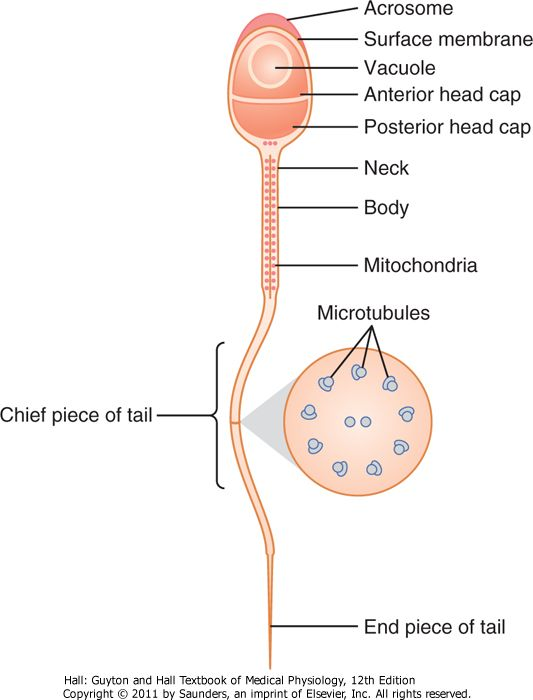 Acrosome
Surface membrane
Vacuole
Anterior head cap
Posterior head cap
Neck
Body
Mitochondria
Microtubules
Chief piece of tail
End piece of tail
Hall: Guyton and Hall Textbook of Medical Physiology, 12th Edition
Copyright © 2011 by Saunders, an imprint of Elsevier, Inc. All rights reserved.